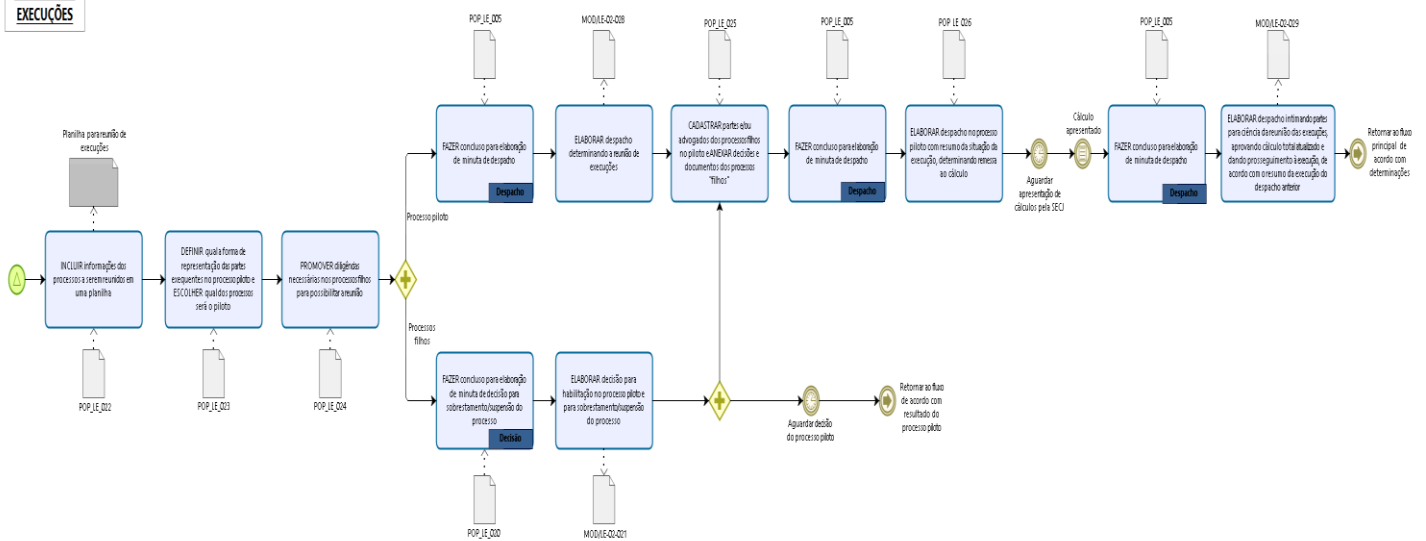 EXECUÇÕES
POP_LE_005
MOD/LE-02-028
POP_LE_025
POP_LE_005
POP_LE_026
POP_LE_005
MOD/LE-02-029
Planilha para reunião de
execuções
FAZER concluso para elaboração
de minuta de despacho
Despacho
ELABORAR despacho
determinando a reunião de
execuções
CADASTRAR partes e/ou
advogados dos processos filhos
no piloto e ANEXAR decisões e
documentos dos processos
"filhos"
FAZER concluso para elaboração
de minuta de despacho
Despacho
ELABORAR despacho no processo
piloto com resumo da situação da
execução, determinando remessa
ao cálculo
Aguardar
apresentação de
cálculos pela SECJ
Cálculo
apresentado
FAZER concluso para elaboração
de minuta de despacho
Despacho
ELABORAR despacho intimando partes
para ciência da reunião das execuções,
aprovando cálculo total atualizado e
dando prosseguimento à execução, de
acordo com o resumo da execução do
despacho anterior
Retornar ao fluxo
principal de
acordo com
determinações
Processo piloto
INCLUIR informações dos
processos a serem reunidos em
uma planilha
DEFINIR qual a forma de
representação das partes
exequentes no processo piloto e
ESCOLHER qual dos processos
será o piloto
PROMOVER diligências
necessárias nos processos filhos
para possibilitar a reunião
Processos
filhos
POP_LE_022
POP_LE_023
POP_LE_024
FAZER concluso para elaboração
de minuta de decisão para
sobrestamento/suspensão do
processo
Decisão
ELABORAR decisão para
habilitação no processo piloto e
para sobrestamento/suspensão
do processo
Aguardar decisão
do processo piloto
Retornar ao fluxo
de acordo com
resultado do
processo piloto
POP_LE_020
MOD/LE-02-021